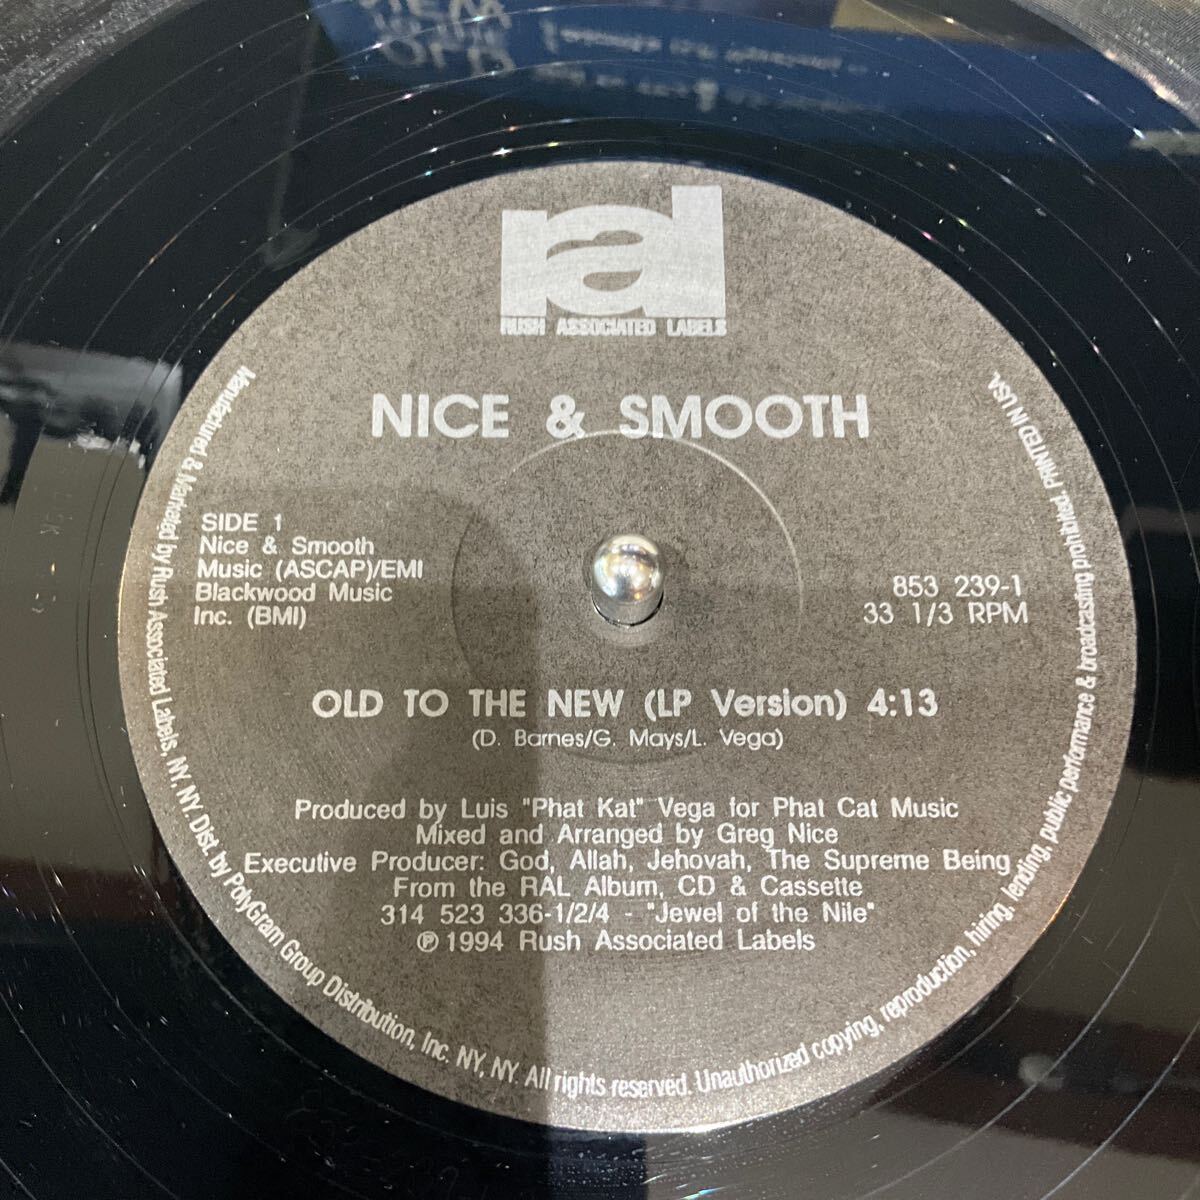 ral
RUSH ASSOCIATED LABELS
NICE & SMOOTH
SIDE 1
Nice & Smooth
Music (ASCAP)/EMI
Blackwood Music
Inc. (BMI)
853 239-1
33 1/3 RPM
OLD TO THE NEW (LP Version) 4:13
(D. Barnes/G. Mays/L. Vega)
Produced by Luis "Phat Kat" Vega for Phat Cat Music
Mixed and Arranged by Greg Nice
Executive Producer: God, Allah, Jehovah, The Supreme Being
From the RAL Album, CD & Cassette
314 523 336-1/2/4 - "Jewel of the Nile"
℗ 1994 Rush Associated Labels
Manufactured & Marketed by Rush Associated Labels, NY, NY. Dist. by PolyGram Group Distribution, Inc. NY, NY. All rights reserved. Unauthorized copying, reproduction, hiring, lending, public performance & broadcasting prohibited. PRINTED IN USA.